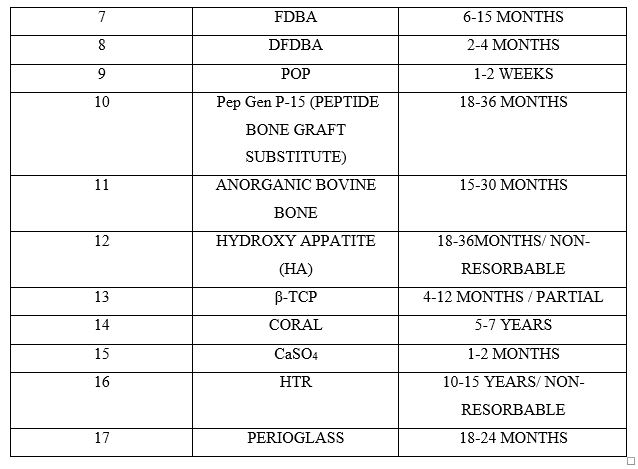 7 FDBA 6-15 MONTHS
8 DFDBA 2-4 MONTHS
9 POP 1-2 WEEKS
10 Pep Gen P-15 (PEPTIDE 18-36 MONTHS
BONE GRAFT
SUBSTITUTE)
11 ANORGANIC BOVINE 15-30 MONTHS
BONE
12 HYDROXY APPATITE 18-36MONTHS/ NON-
(HA) RESORBABLE
13 β-TCP 4-12 MONTHS / PARTIAL
14 CORAL 5-7 YEARS
15 CaSO₄ 1-2 MONTHS
16 HTR 10-15 YEARS/ NON-
RESORBABLE
17 PERIOGLASS 18-24 MONTHS